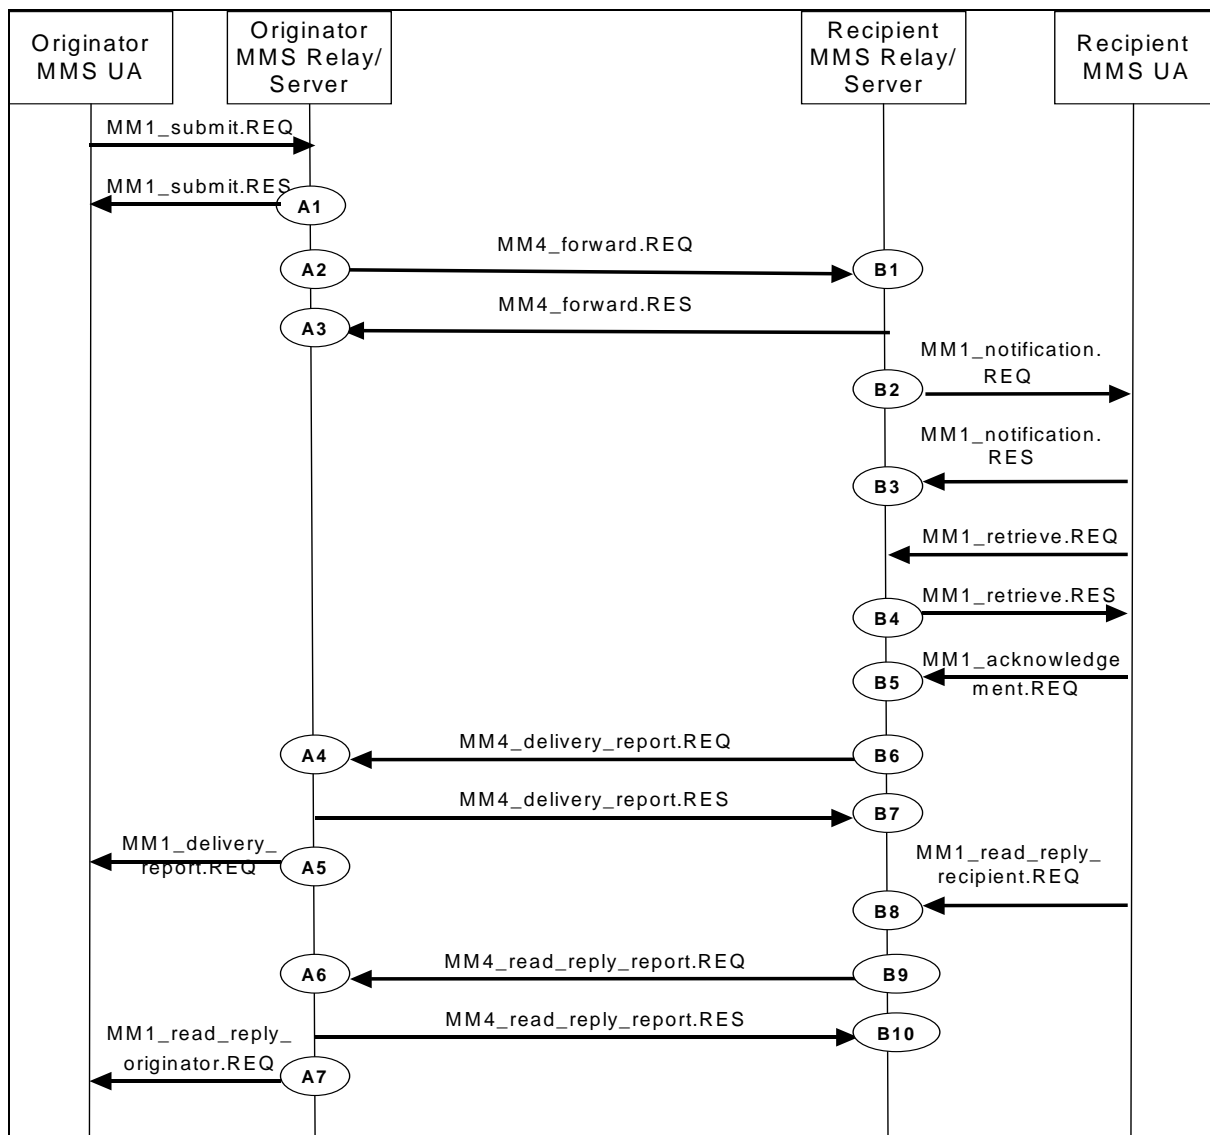 Originator
MMS UA
Originator
MMS Relay/
Server
Recipient
MMS Relay/
Server
Recipient
MMS UA
MM1_submit.REQ
MM1_submit.RES
A1
MM4_forward.REQ
A2
B1
MM4_forward.RES
A3
MM1_notification.
REQ
B2
MM1_notification.
RES
B3
MM1_retrieve.REQ
MM1_retrieve.RES
B4
MM1_acknowledge
ment.REQ
B5
MM4_delivery_report.REQ
A4
B6
MM4_delivery_report.RES
B7
MM1_delivery_
report.REQ
A5
MM1_read_reply_
recipient.REQ
B8
MM4_read_reply_report.REQ
A6
B9
MM4_read_reply_report.RES
B10
MM1_read_reply_
originator.REQ
A7